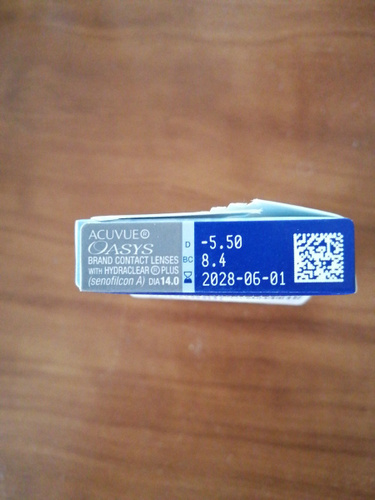 ACUVUE®
OASYS
BRAND CONTACT LENSES
WITH HYDRACLEAR® PLUS
(senofilcon A) DIA14.0
D -5.50
BC 8.4
2028-06-01